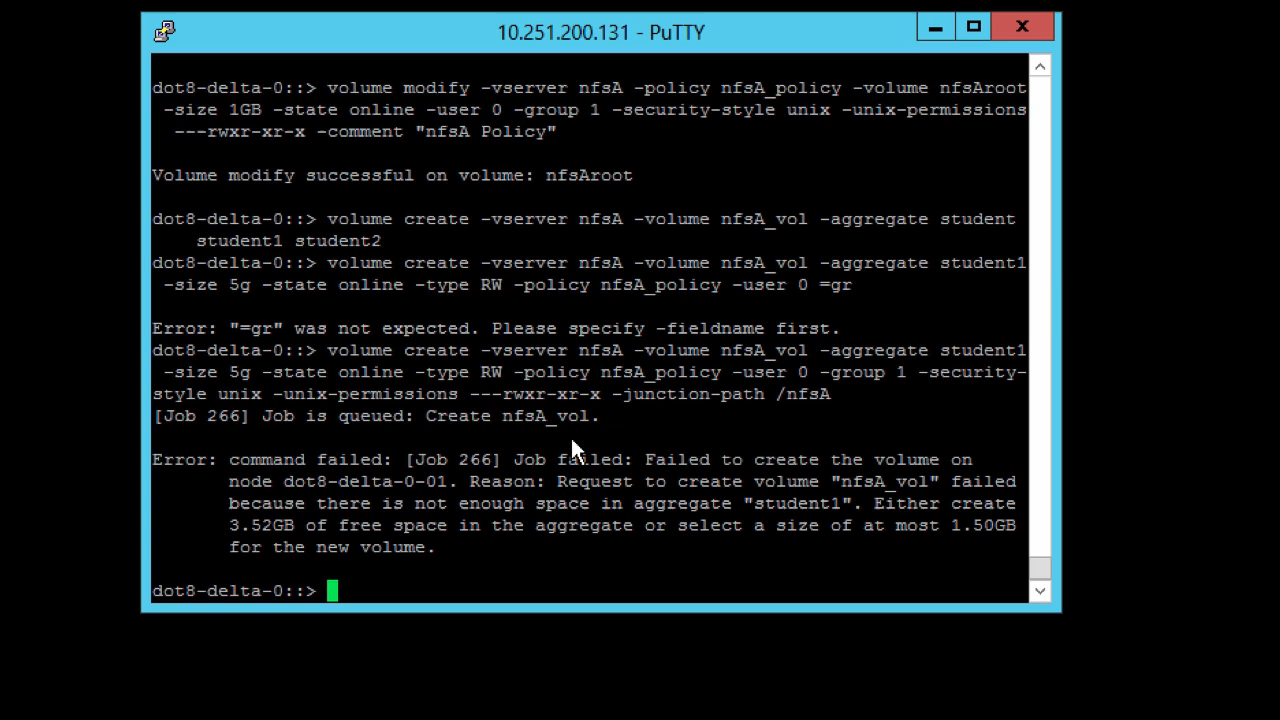 10.251.200.131 - PuTTY
dot8-delta-0::> volume modify -vserver nfsA -policy nfsA_policy -volume nfsAroot
-size 1GB -state online -user 0 -group 1 -security-style unix -unix-permissions
---rwxr-xr-x -comment "nfsA Policy"
Volume modify successful on volume: nfsAroot
dot8-delta-0::> volume create -vserver nfsA -volume nfsA_vol -aggregate student
student1 student2
dot8-delta-0::> volume create -vserver nfsA -volume nfsA_vol -aggregate student1
-size 5g -state online -type RW -policy nfsA_policy -user 0 =gr
Error: "=gr" was not expected. Please specify -fieldname first.
dot8-delta-0::> volume create -vserver nfsA -volume nfsA_vol -aggregate student1
-size 5g -state online -type RW -policy nfsA_policy -user 0 -group 1 -security-
style unix -unix-permissions ---rwxr-xr-x -junction-path /nfsA
[Job 266] Job is queued: Create nfsA_vol.
Error: command failed: [Job 266] Job failed: Failed to create the volume on
node dot8-delta-0-01. Reason: Request to create volume "nfsA_vol" failed
because there is not enough space in aggregate "student1". Either create
3.52GB of free space in the aggregate or select a size of at most 1.50GB
for the new volume.
dot8-delta-0::>